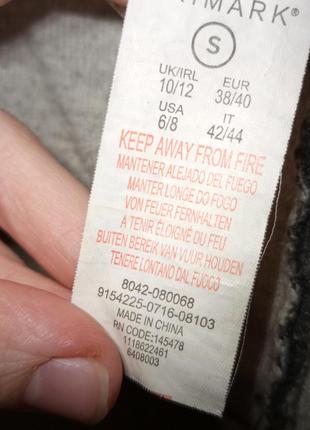 S
UK/IRL EUR
10/12 38/40
USA IT
6/8 42/44
KEEP AWAY FROM FIRE
MANTENER ALEJADO DEL FUEGO
MANTER LONGE DO FOGO
VON FEUER FERNHALTEN
A TENIR ÉLOIGNÉ DU FEU
BUITEN BEREIK VAN VUUR HOUDEN
TENERE LONTANO DAL FUOCO
8042-080068
9154225-0716-08103
MADE IN CHINA
RN CODE:145478
1118622461
6408003